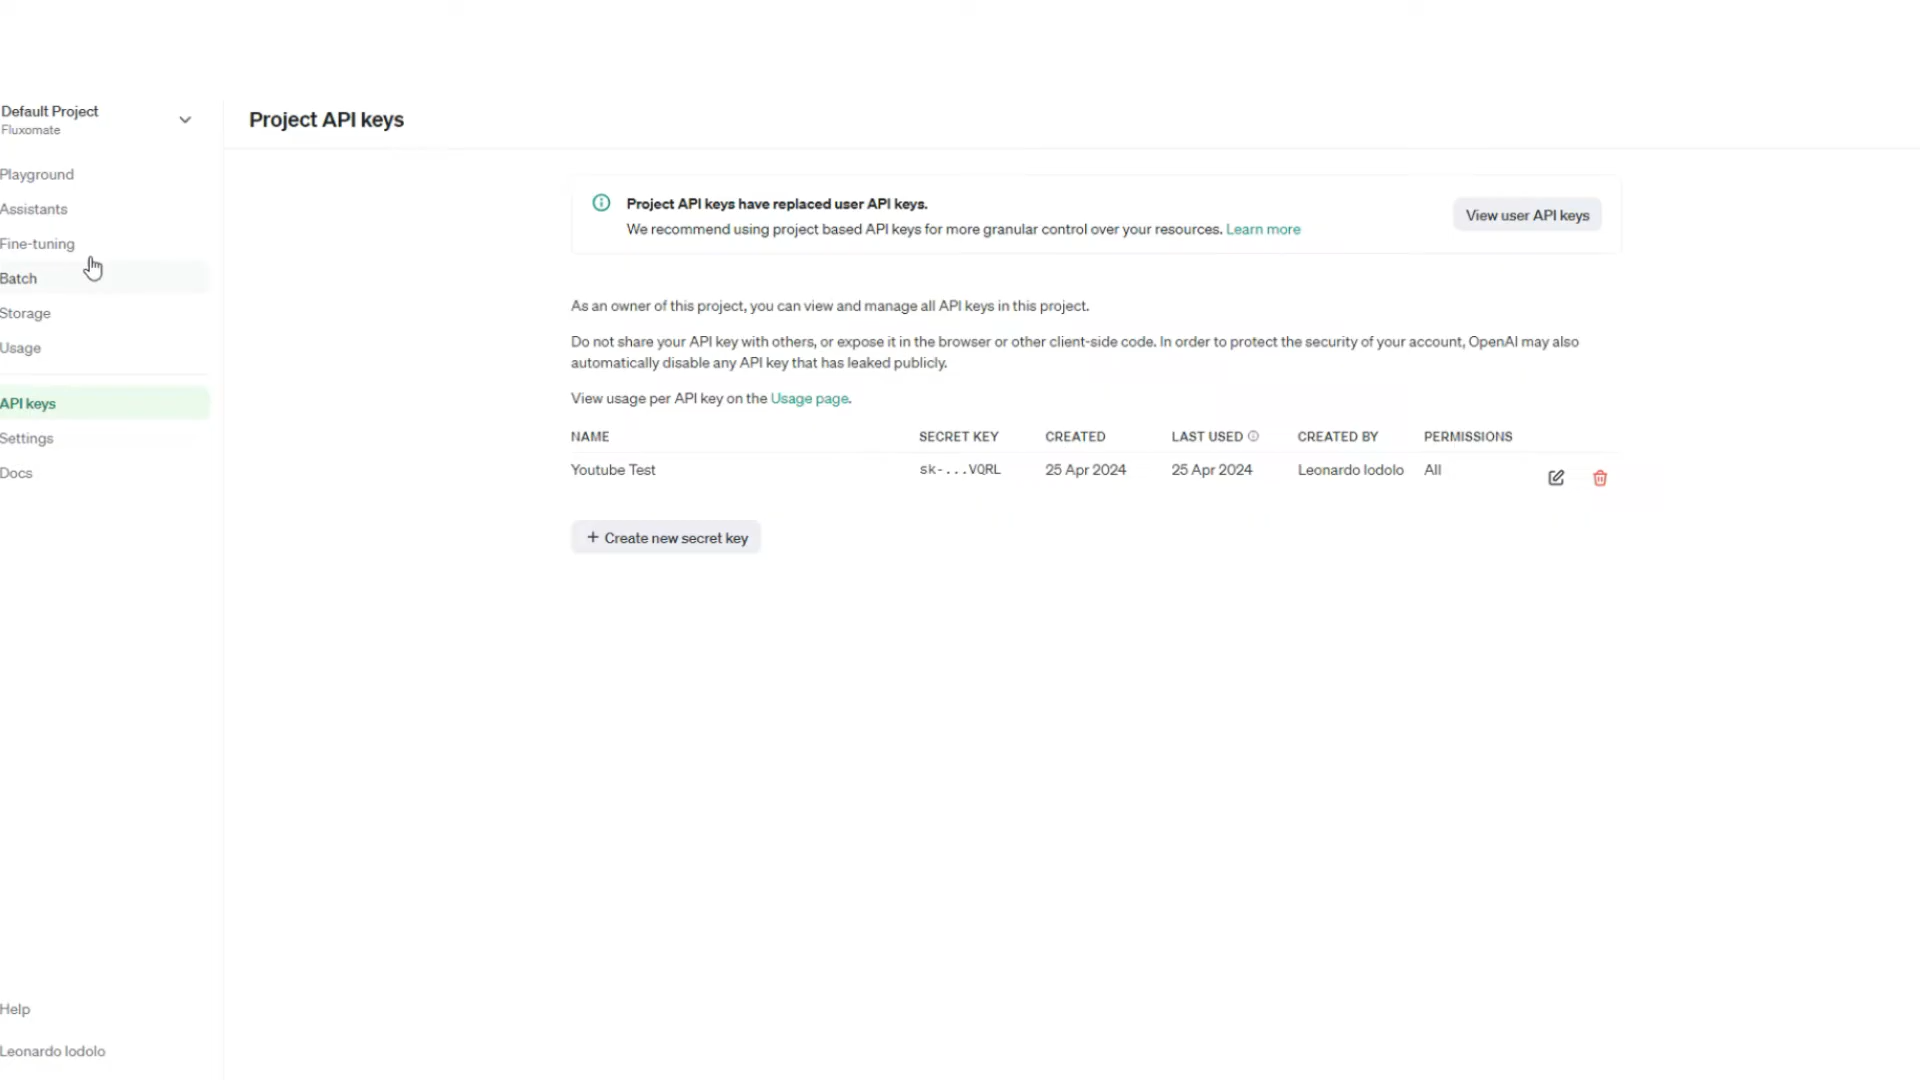 Default Project
Fluxomate
Playground
Assistants
Fine-tuning
Batch
Storage
Usage
API keys
Settings
Docs
Help
Leonardo Iodolo
Project API keys
Project API keys have replaced user API keys.
We recommend using project based API keys for more granular control over your resources. Learn more
View user API keys
As an owner of this project, you can view and manage all API keys in this project.
Do not share your API key with others, or expose it in the browser or other client-side code. In order to protect the security of your account, OpenAI may also
automatically disable any API key that has leaked publicly.
View usage per API key on the Usage page.
NAME SECRET KEY CREATED LAST USED CREATED BY PERMISSIONS
Youtube Test sk-...VQRL 25 Apr 2024 25 Apr 2024 Leonardo Iodolo All
+ Create new secret key